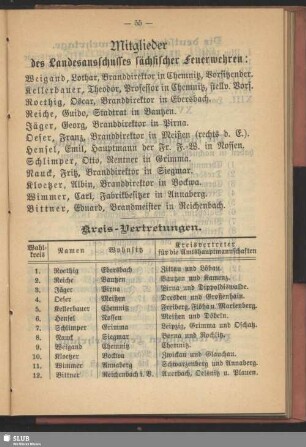 — 55 —
Mitglieder
des Landesausschusses sächsischer Feuerwehren:
Weigand, Lothar, Branddirektor in Chemnitz, Vorsitzender.
Kellerbauer, Theodor, Professor in Chemnitz, stellv. Vors.
Roethig, Oscar, Branddirektor in Ebersbach.
Reiche, Guido, Stadtrat in Bautzen.
Jäger, Georg, Branddirektor in Pirna.
Oeser, Franz, Branddirektor in Meißen (rechts d. E.)
Hensel, Emil, Hauptmann der Fr. F.-W. in Nossen.
Schlimper, Otto, Rentner in Grimma.
Nauck, Fritz, Branddirektor in Siegmar.
Kloetzer, Albin, Branddirektor in Bockwa.
Wimmer, Carl, Fabrikbesitzer in Annaberg.
Bittner, Eduard, Brandmeister in Reichenbach.
Kreis-Vertretungen.
Wahlkreis Namen Wohnsitz Kreisvertreter für die Amtshauptmannschaften
1. Roethig Ebersbach Zittau und Löbau.
2. Reiche Bautzen Bautzen und Kamenz.
3. Jäger Pirna Pirna und Dippoldiswalde.
4. Oeser Meißen Dresden und Großenhain.
5. Kellerbauer Chemnitz Freiberg, Flöha u. Marienberg.
6. Hensel Nossen Meißen und Döbeln.
7. Schlimper Grimma Leipzig, Grimma und Oschatz.
8. Nauck Siegmar Borna und Rochlitz.
9. Weigand Chemnitz Chemnitz.
10. Kloetzer Bockwa Zwickau und Glauchau.
11. Wimmer Annaberg Schwarzenberg und Annaberg.
12. Bittner Reichenbach i. V. Auerbach, Oelsnitz u. Plauen.
SLUB